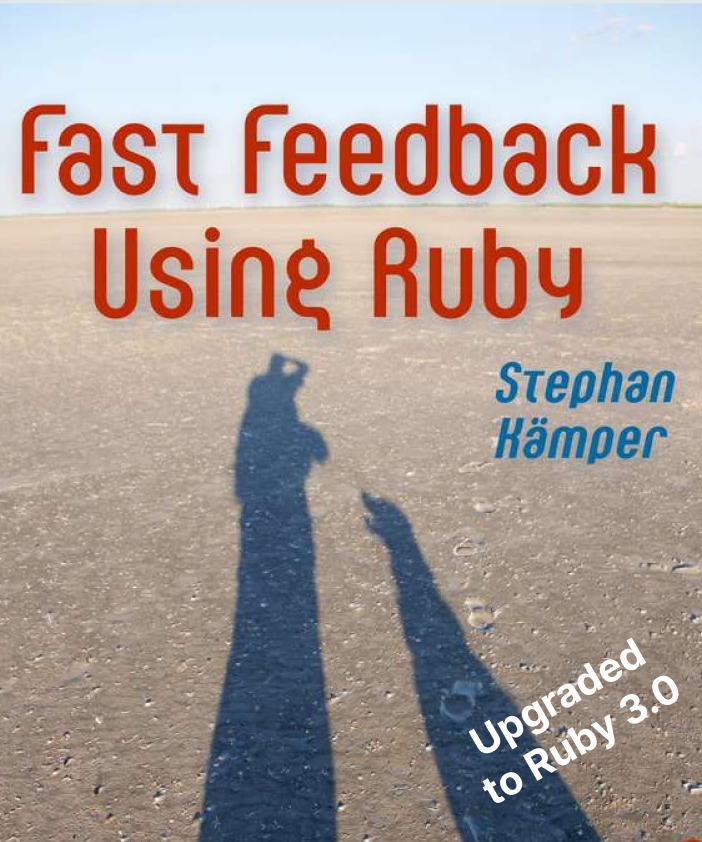 Fast Feedback
Using Ruby
Stephan
Kämper
Upgraded
to Ruby 3.0